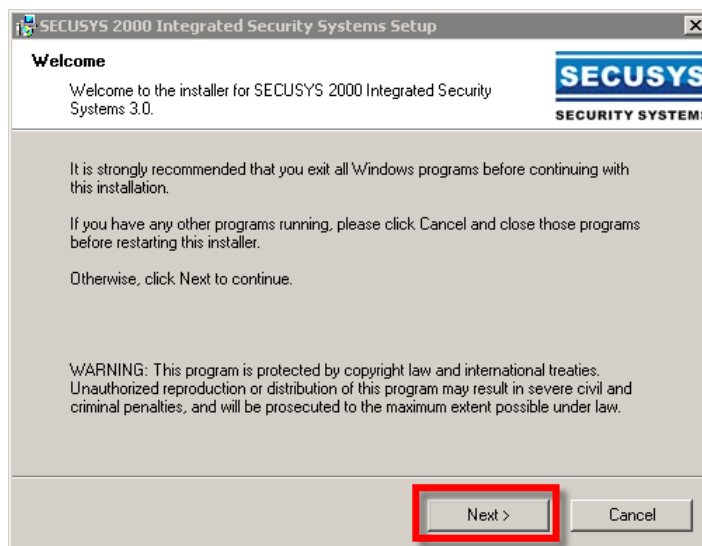 SECUSYS 2000 Integrated Security Systems Setup
Welcome
Welcome to the installer for SECUSYS 2000 Integrated Security
Systems 3.0.
SECUSYS
SECURITY SYSTEMS
It is strongly recommended that you exit all Windows programs before continuing with
this installation.
If you have any other programs running, please click Cancel and close those programs
before restarting this installer.
Otherwise, click Next to continue.
WARNING: This program is protected by copyright law and international treaties.
Unauthorized reproduction or distribution of this program may result in severe civil and
criminal penalties, and will be prosecuted to the maximum extent possible under law.
Next >
Cancel